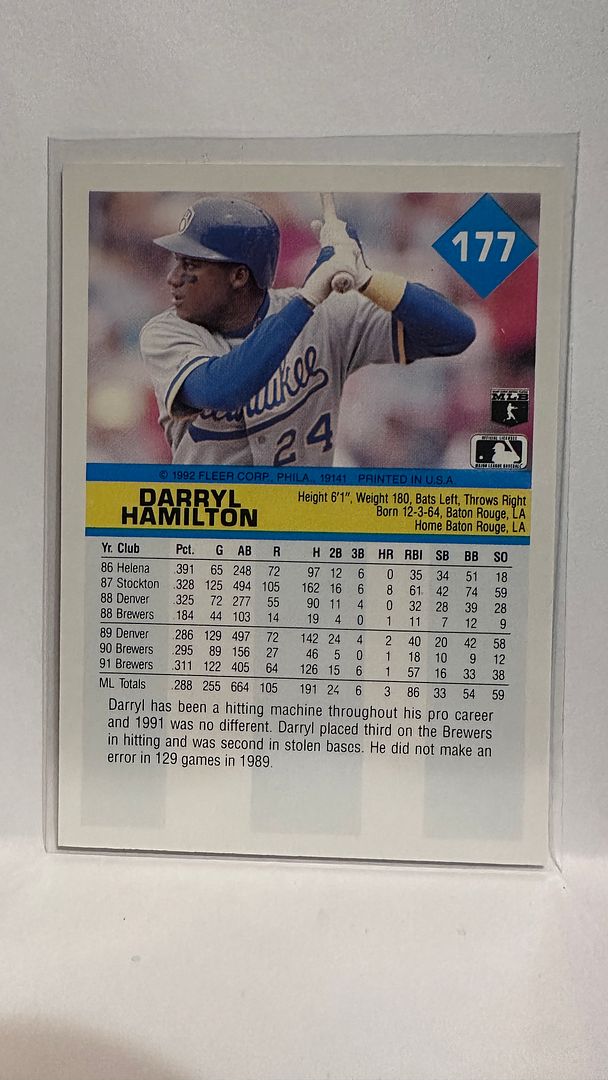 177
B
Milwaukee
24
MLB
MAJOR LEAGUE BASEBALL
© 1992 FLEER CORP. PHILA., 19141 PRINTED IN U.S.A.
DARRYL
HAMILTON
Height 6'1", Weight 180, Bats Left, Throws Right
Born 12-3-64, Baton Rouge, LA
Home Baton Rouge, LA
Yr. Club Pct. G AB R H 2B 3B HR RBI SB BB SO
86 Helena .391 65 248 72 97 12 6 0 35 34 51 18
87 Stockton .328 125 494 105 162 16 6 8 61 42 74 59
88 Denver .325 72 277 55 90 11 4 0 32 28 39 28
88 Brewers .184 44 103 14 19 4 0 1 11 7 12 9
89 Denver .286 129 497 72 142 24 4 2 40 20 42 58
90 Brewers .295 89 156 27 46 5 0 1 18 10 9 12
91 Brewers .311 122 405 64 126 15 6 1 57 16 33 38
ML Totals .288 255 664 105 191 24 6 3 86 33 54 59
Darryl has been a hitting machine throughout his pro career
and 1991 was no different. Darryl placed third on the Brewers
in hitting and was second in stolen bases. He did not make an
error in 129 games in 1989.